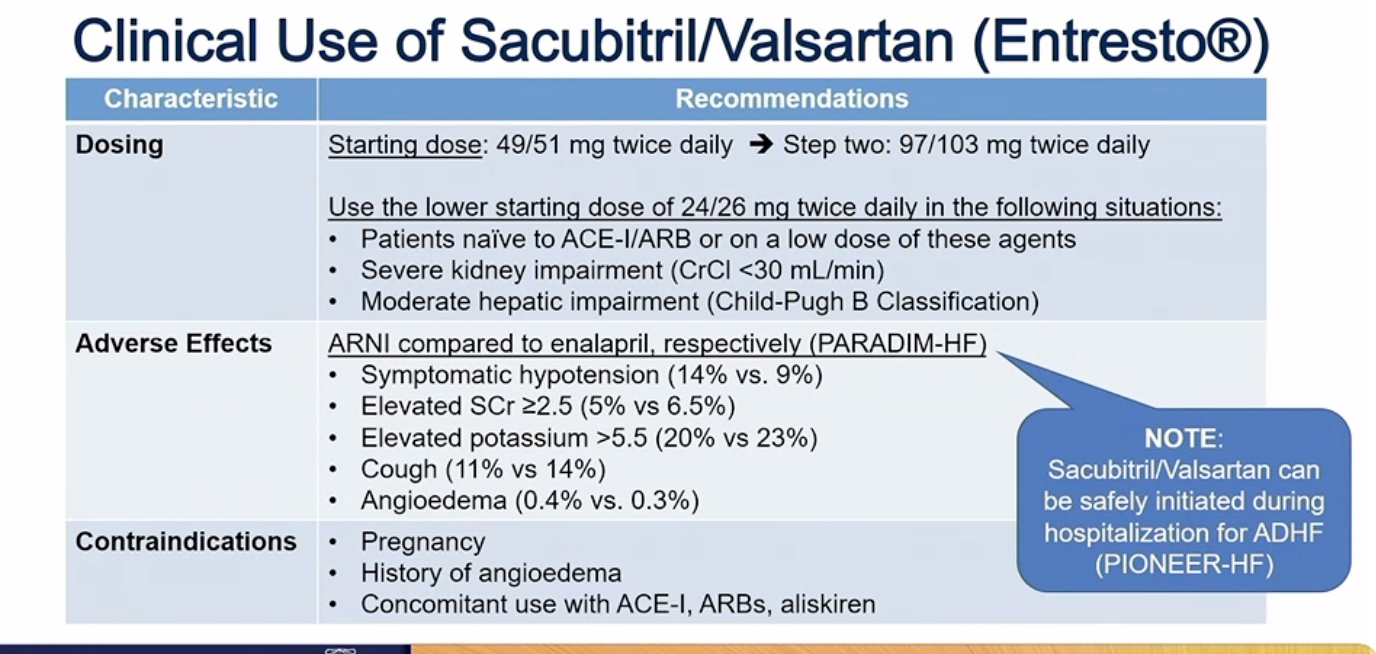 Clinical Use of Sacubitril/Valsartan (Entresto®)
Characteristic
Recommendations
Dosing
Starting dose: 49/51 mg twice daily ➔ Step two: 97/103 mg twice daily
Use the lower starting dose of 24/26 mg twice daily in the following situations:
• Patients naïve to ACE-I/ARB or on a low dose of these agents
• Severe kidney impairment (CrCl <30 mL/min)
• Moderate hepatic impairment (Child-Pugh B Classification)
Adverse Effects
ARNI compared to enalapril, respectively (PARADIM-HF)
• Symptomatic hypotension (14% vs. 9%)
• Elevated SCr ≥2.5 (5% vs 6.5%)
• Elevated potassium >5.5 (20% vs 23%)
• Cough (11% vs 14%)
• Angioedema (0.4% vs. 0.3%)
NOTE:
Sacubitril/Valsartan can
be safely initiated during
hospitalization for ADHF
(PIONEER-HF)
Contraindications
• Pregnancy
• History of angioedema
• Concomitant use with ACE-I, ARBs, aliskiren